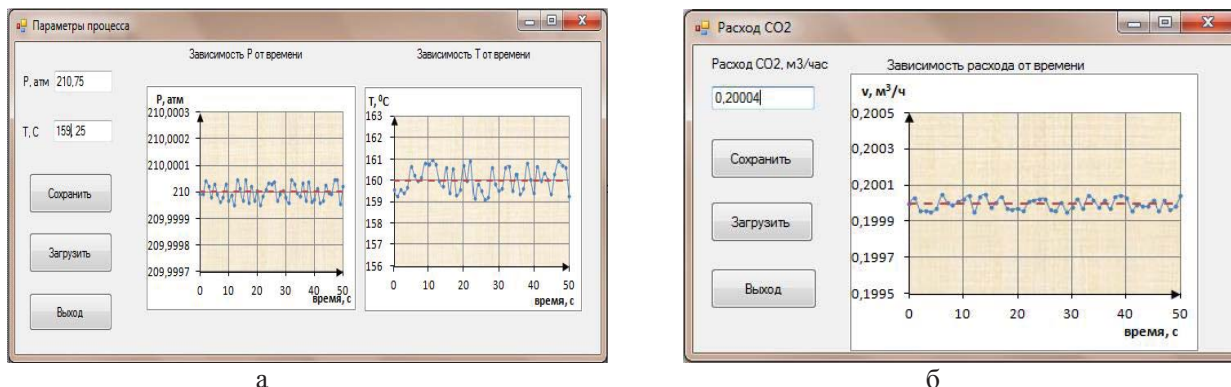 Параметры процесса
Зависимость P от времени
Зависимость T от времени
P, атм 210,75
T, C 159,25
Сохранить
Загрузить
Выход
P, атм
210,0003
210,0002
210,0001
210
209,9999
209,9998
209,9997
0 10 20 30 40 50
время, с
T, ⁰C
163
162
161
160
159
158
157
156
0 10 20 30 40 50
время, с
а
Расход CO2
Расход CO2, м3/час
0,20004
Сохранить
Загрузить
Выход
Зависимость расхода от времени
v, м³/ч
0,2005
0,2003
0,2001
0,1999
0,1997
0,1995
0 10 20 30 40 50
время, с
б